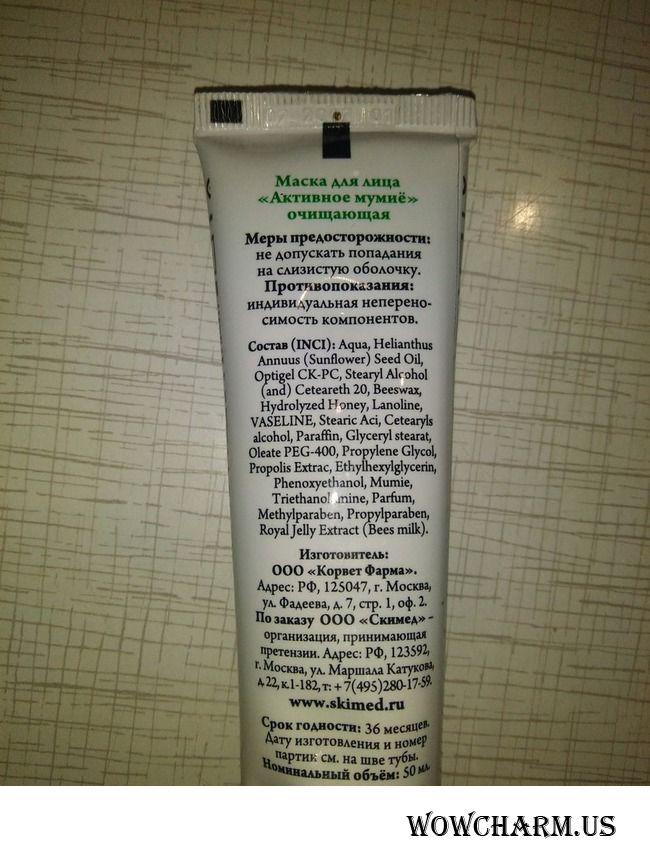 Маска для лица
«Активное мумиё»
очищающая
Меры предосторожности:
не допускать попадания
на слизистую оболочку.
Противопоказания:
индивидуальная неперено-
симость компонентов.
Состав (INCI): Aqua, Helianthus
Annuus (Sunflower) Seed Oil,
Optigel CK-PC, Stearyl Alcohol
(and) Ceteareth 20, Beeswax,
Hydrolyzed Honey, Lanoline,
VASELINE, Stearic Aci, Cetearyls
alcohol, Paraffin, Glyceryl stearat,
Oleate PEG-400, Propylene Glycol,
Propolis Extrac, Ethylhexylglycerin,
Phenoxyethanol, Mumie,
Triethanolamine, Parfum,
Methylparaben, Propylparaben,
Royal Jelly Extract (Bees milk).
Изготовитель:
ООО «Корвет Фарма».
Адрес: РФ, 125047, г. Москва,
ул. Фадеева, д. 7, стр. 1, оф. 2.
По заказу ООО «Скимед» –
организация, принимающая
претензии. Адрес: РФ, 123592,
г. Москва, ул. Маршала Катукова,
д. 22, к.1-182, т: +7(495)280-17-59.
www.skimed.ru
Срок годности: 36 месяцев.
Дату изготовления и номер
партии см. на шве тубы.
Номинальный объём: 50 мл.
WOWCHARM.US